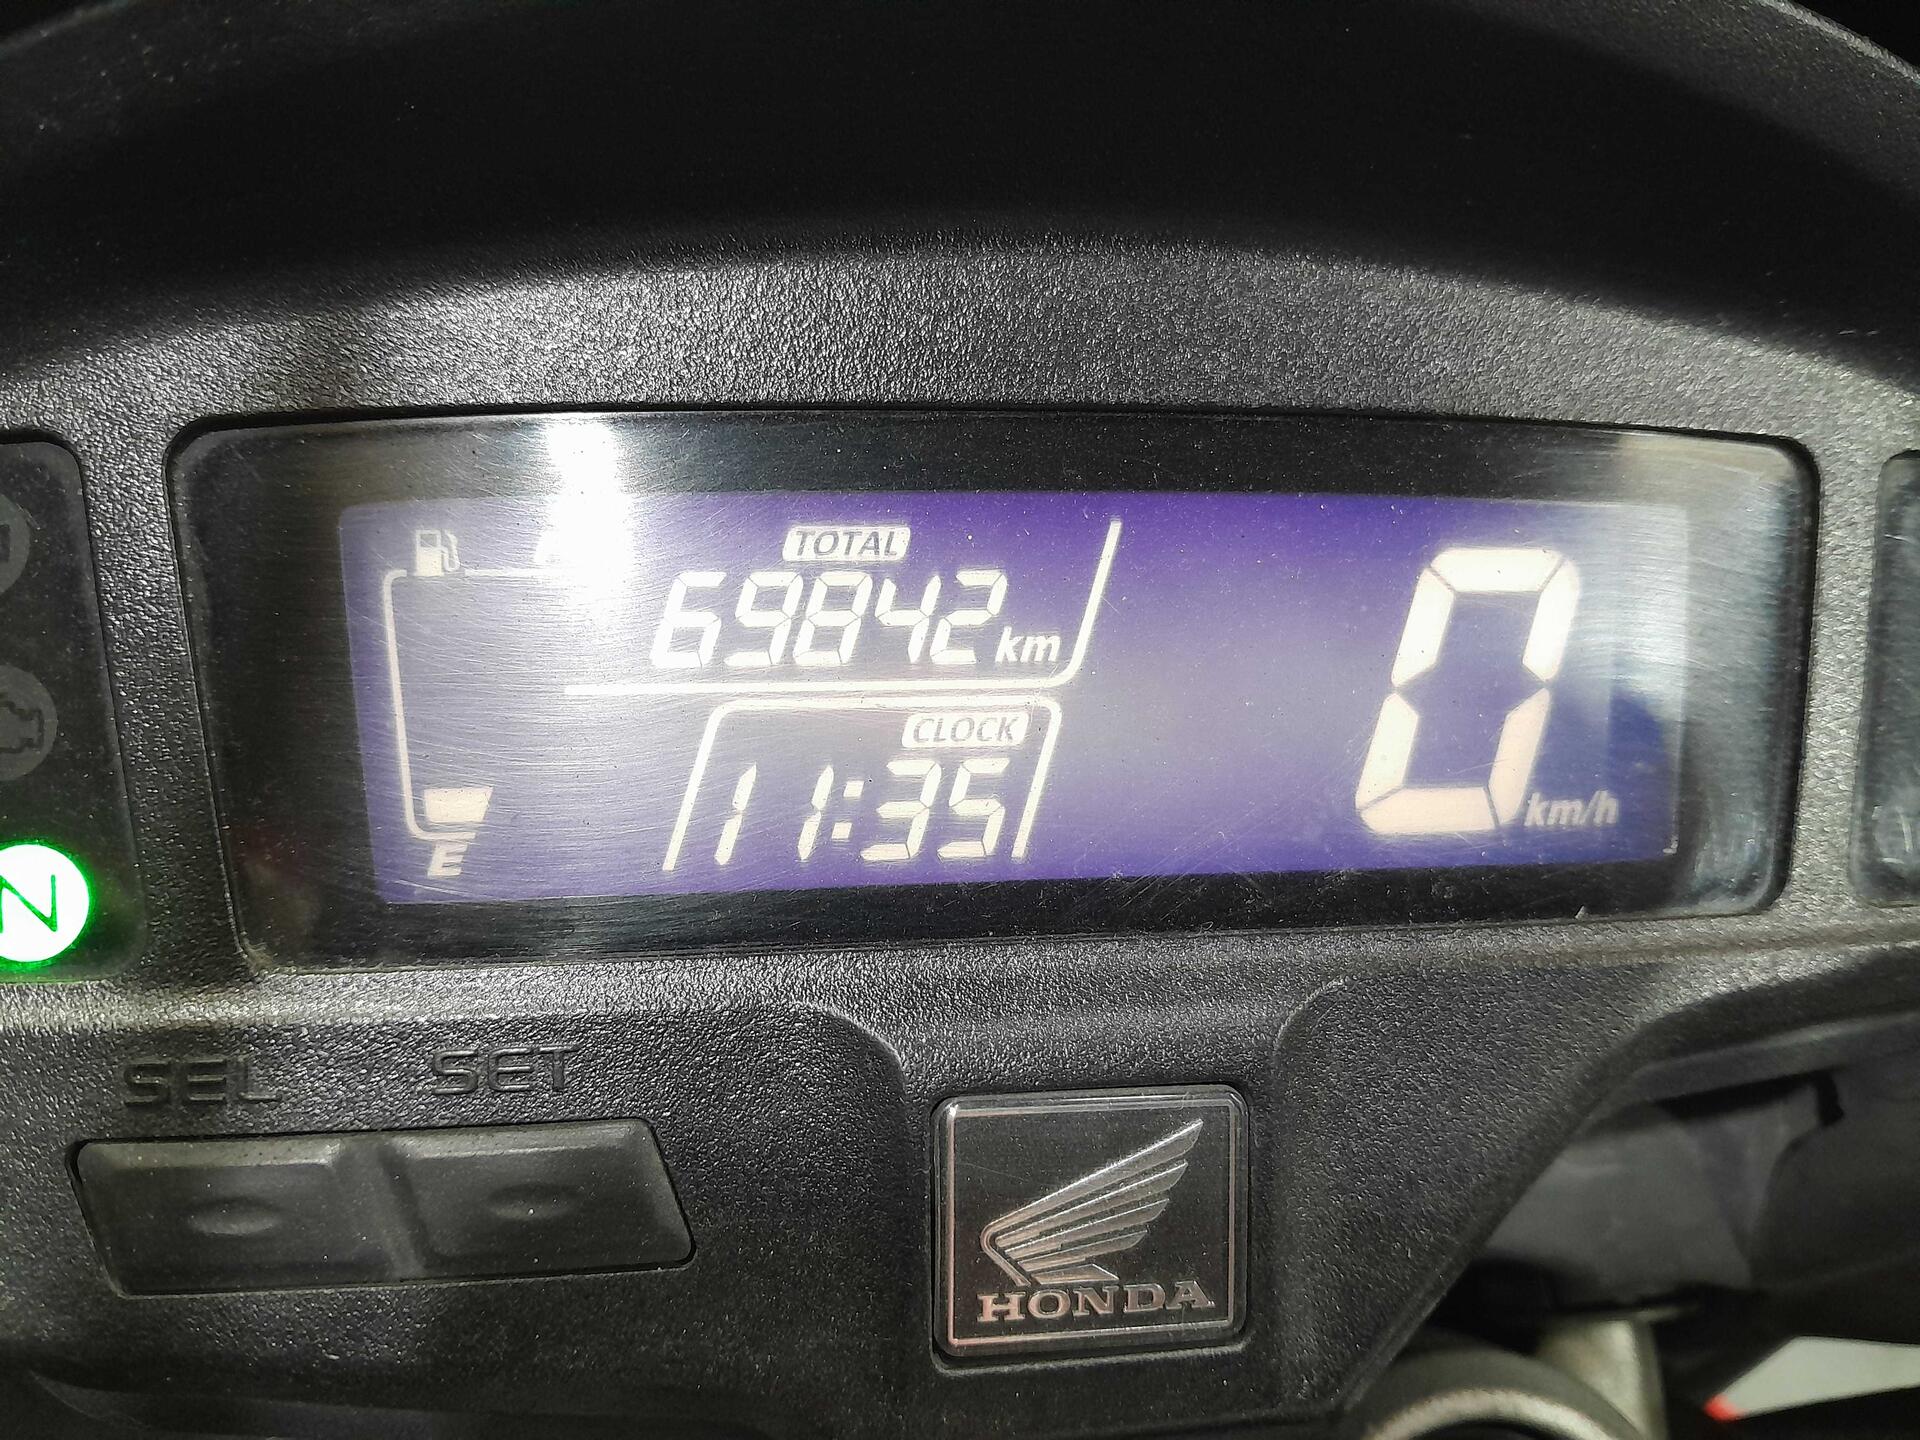 TOTAL
69842 km
CLOCK
11:35
0 km/h
E
N
SEL SET
HONDA